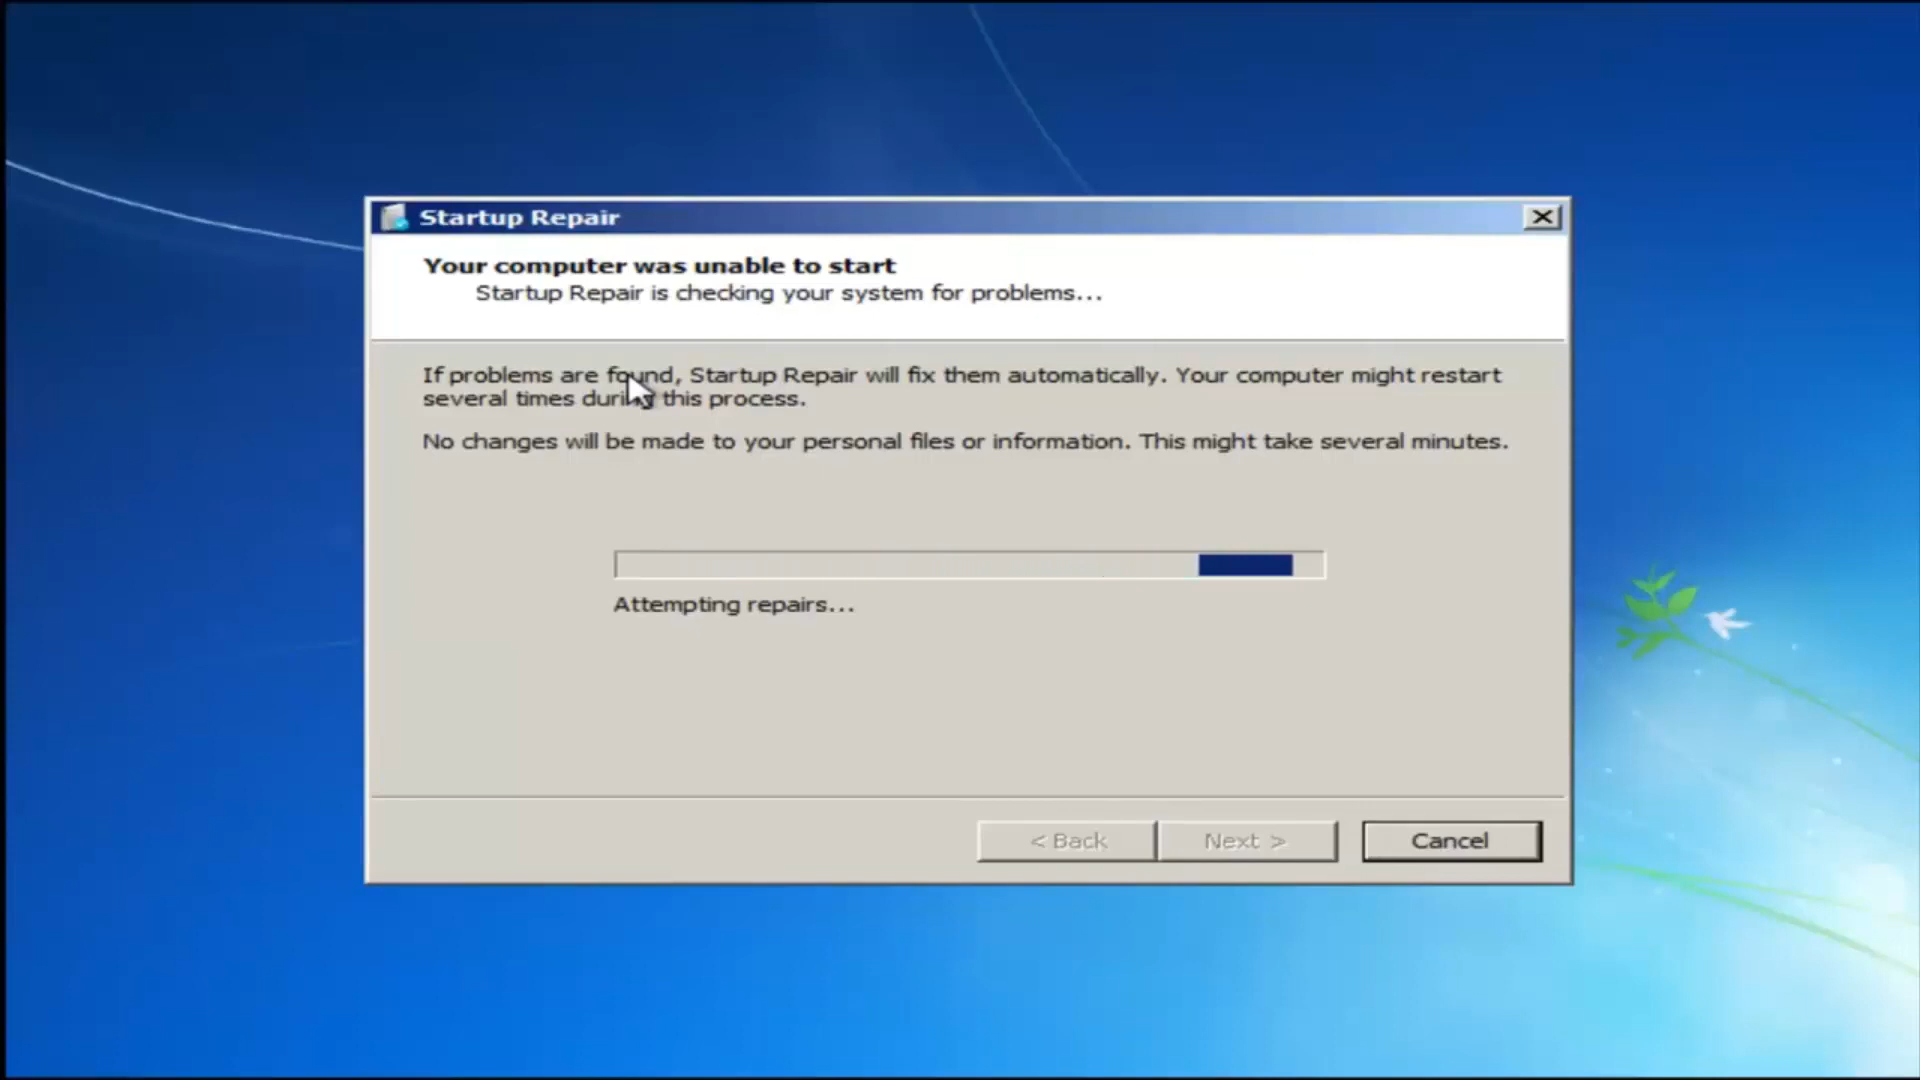 Startup Repair
Your computer was unable to start
Startup Repair is checking your system for problems...
If problems are found, Startup Repair will fix them automatically. Your computer might restart
several times during this process.
No changes will be made to your personal files or information. This might take several minutes.
Attempting repairs...
< Back
Next >
Cancel